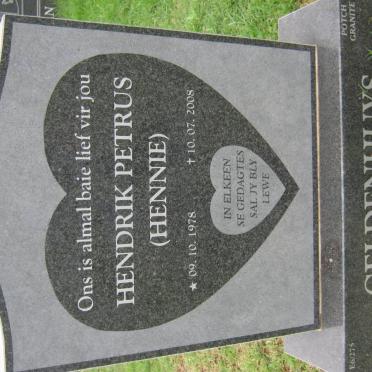 Ons is almal baie lief vir jou
HENDRIK PETRUS
(HENNIE)
★ 09. 10. 1978 † 10. 07. 2008
IN ELKEEN
SE GEDAGTES
SAL JY BLY
LEWE
GELDENHUYS
POTCH
GRANITE